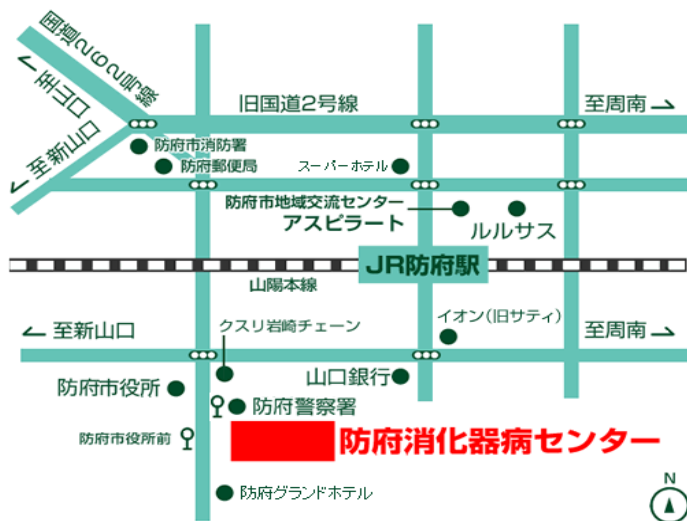 国道262号線
至山口
至新山口
旧国道2号線
至周南
防府市消防署
防府郵便局
スーパーホテル
防府市地域交流センター
アスピラート
ルルサス
JR防府駅
山陽本線
至新山口
クスリ岩崎チェーン
イオン(旧サティ)
至周南
防府市役所
山口銀行
防府警察署
防府市役所前
防府消化器病センター
防府グランドホテル
N